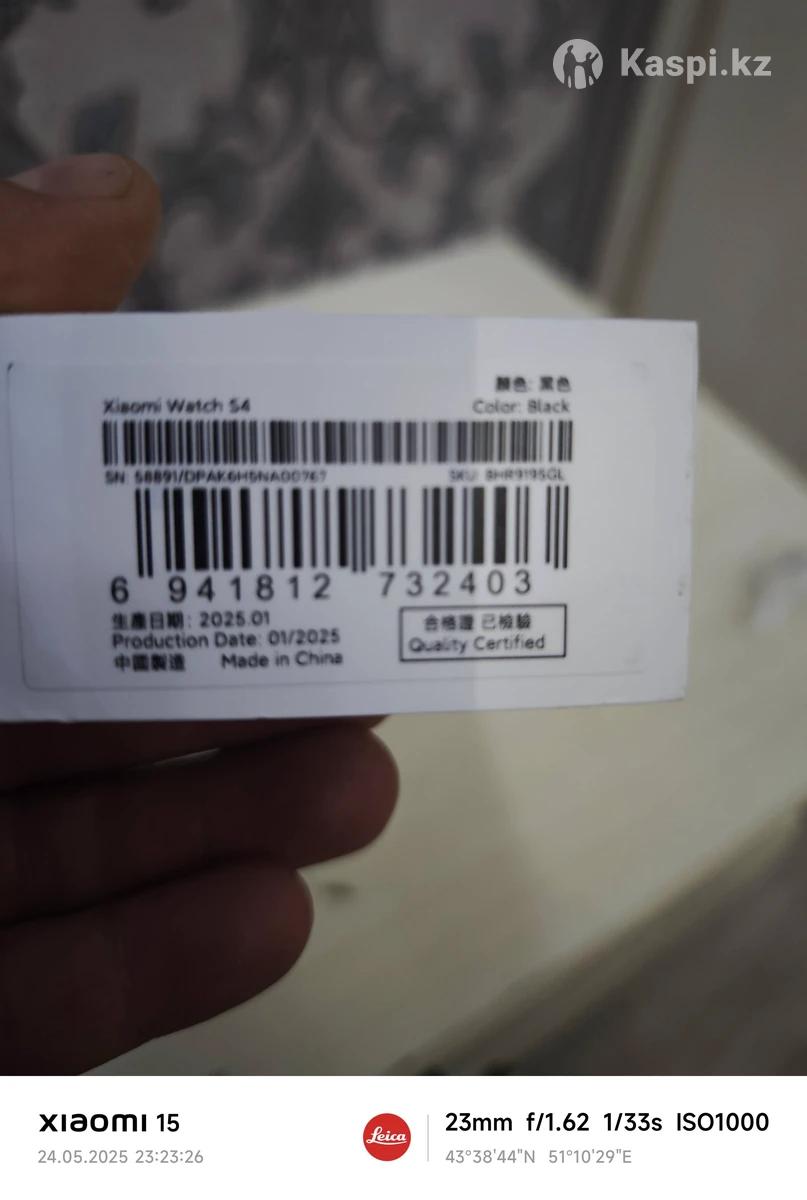 Kaspi.kz
顏色: 黑色
Xiaomi Watch S4
Color: Black
SN: 58891/DPAK6H5NA00767
SKU: BHR9195GL
6 941812 732403
生產日期: 2025.01
Production Date: 01/2025
中國製造 Made in China
合格證 已檢驗
Quality Certified
xiaomi 15
24.05.2025 23:23:26
Leica
23mm f/1.62 1/33s ISO1000
43°38'44"N 51°10'29"E